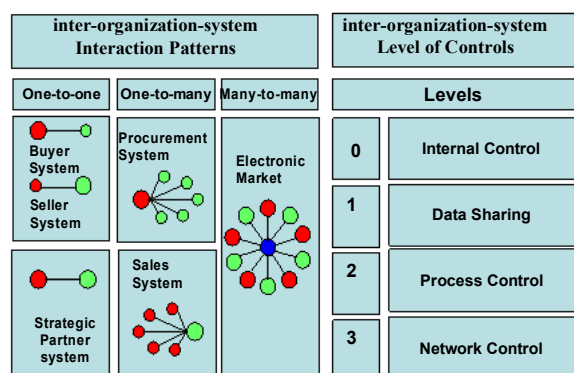 inter-organization-system
Interaction Patterns
One-to-one
One-to-many
Many-to-many
Buyer
System
Seller
System
Strategic
Partner
system
Procurement
System
Sales
System
Electronic
Market
inter-organization-system
Level of Controls
Levels
0
Internal Control
1
Data Sharing
2
Process Control
3
Network Control